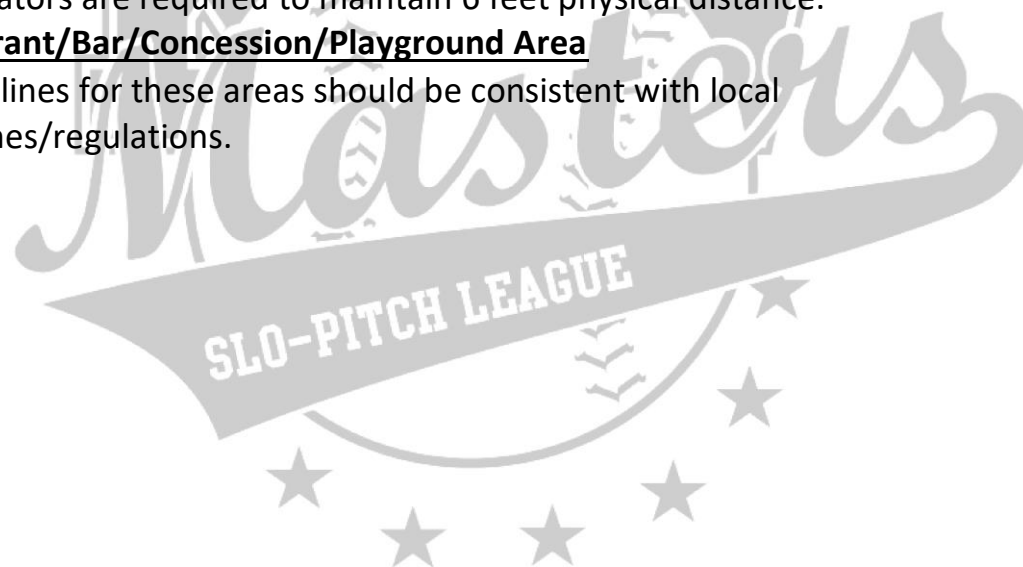 ators are required to maintain 6 feet physical distance.
rant/Bar/Concession/Playground Area
lines for these areas should be consistent with local
nes/regulations.
Masters
SLO-PITCH LEAGUE